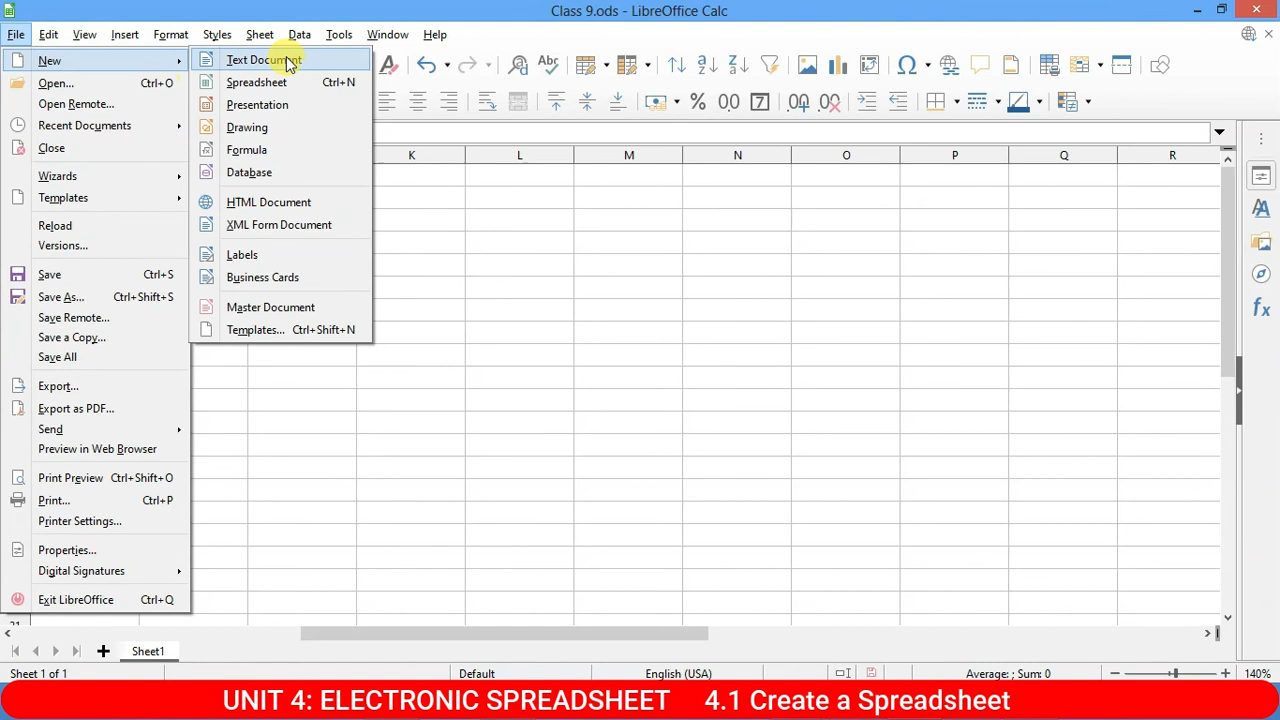 Class 9.ods - LibreOffice Calc
File Edit View Insert Format Styles Sheet Data Tools Window Help
New
Open... Ctrl+O
Open Remote...
Recent Documents
Close
Wizards
Templates
Reload
Versions...
Save Ctrl+S
Save As... Ctrl+Shift+S
Save Remote...
Save a Copy...
Save All
Export...
Export as PDF...
Send
Preview in Web Browser
Print Preview Ctrl+Shift+O
Print... Ctrl+P
Printer Settings...
Properties...
Digital Signatures
Exit LibreOffice Ctrl+Q
Text Document
Spreadsheet Ctrl+N
Presentation
Drawing
Formula
Database
HTML Document
XML Form Document
Labels
Business Cards
Master Document
Templates... Ctrl+Shift+N
K L M N O P Q R
Sheet1
Sheet 1 of 1 Default English (USA) Average: ; Sum: 0 140%
UNIT 4: ELECTRONIC SPREADSHEET 4.1 Create a Spreadsheet